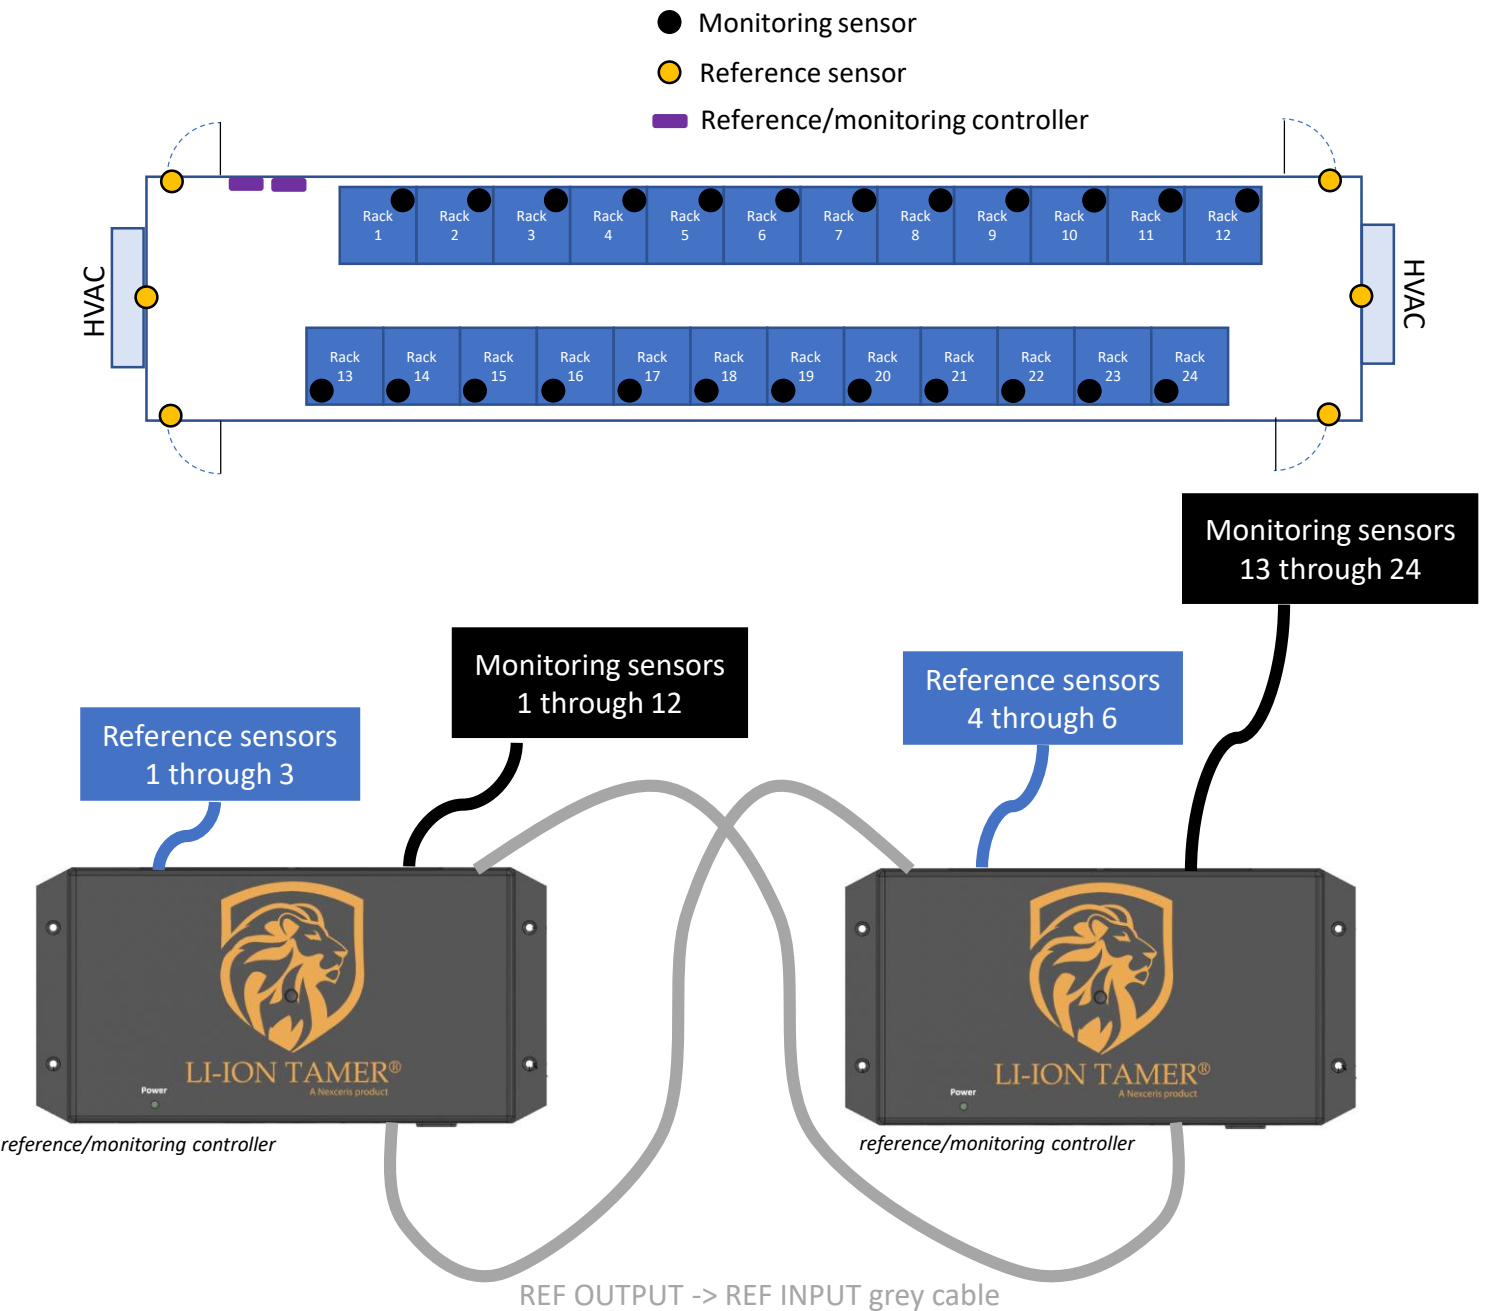 Monitoring sensor
Reference sensor
Reference/monitoring controller
HVAC
HVAC
Rack
1
Rack
2
Rack
3
Rack
4
Rack
5
Rack
6
Rack
7
Rack
8
Rack
9
Rack
10
Rack
11
Rack
12
Rack
13
Rack
14
Rack
15
Rack
16
Rack
17
Rack
18
Rack
19
Rack
20
Rack
21
Rack
22
Rack
23
Rack
24
Monitoring sensors
13 through 24
Monitoring sensors
1 through 12
Reference sensors
4 through 6
Reference sensors
1 through 3
LI-ION TAMER®
A Nexceris product
Power
reference/monitoring controller
LI-ION TAMER®
A Nexceris product
Power
reference/monitoring controller
REF OUTPUT -> REF INPUT grey cable